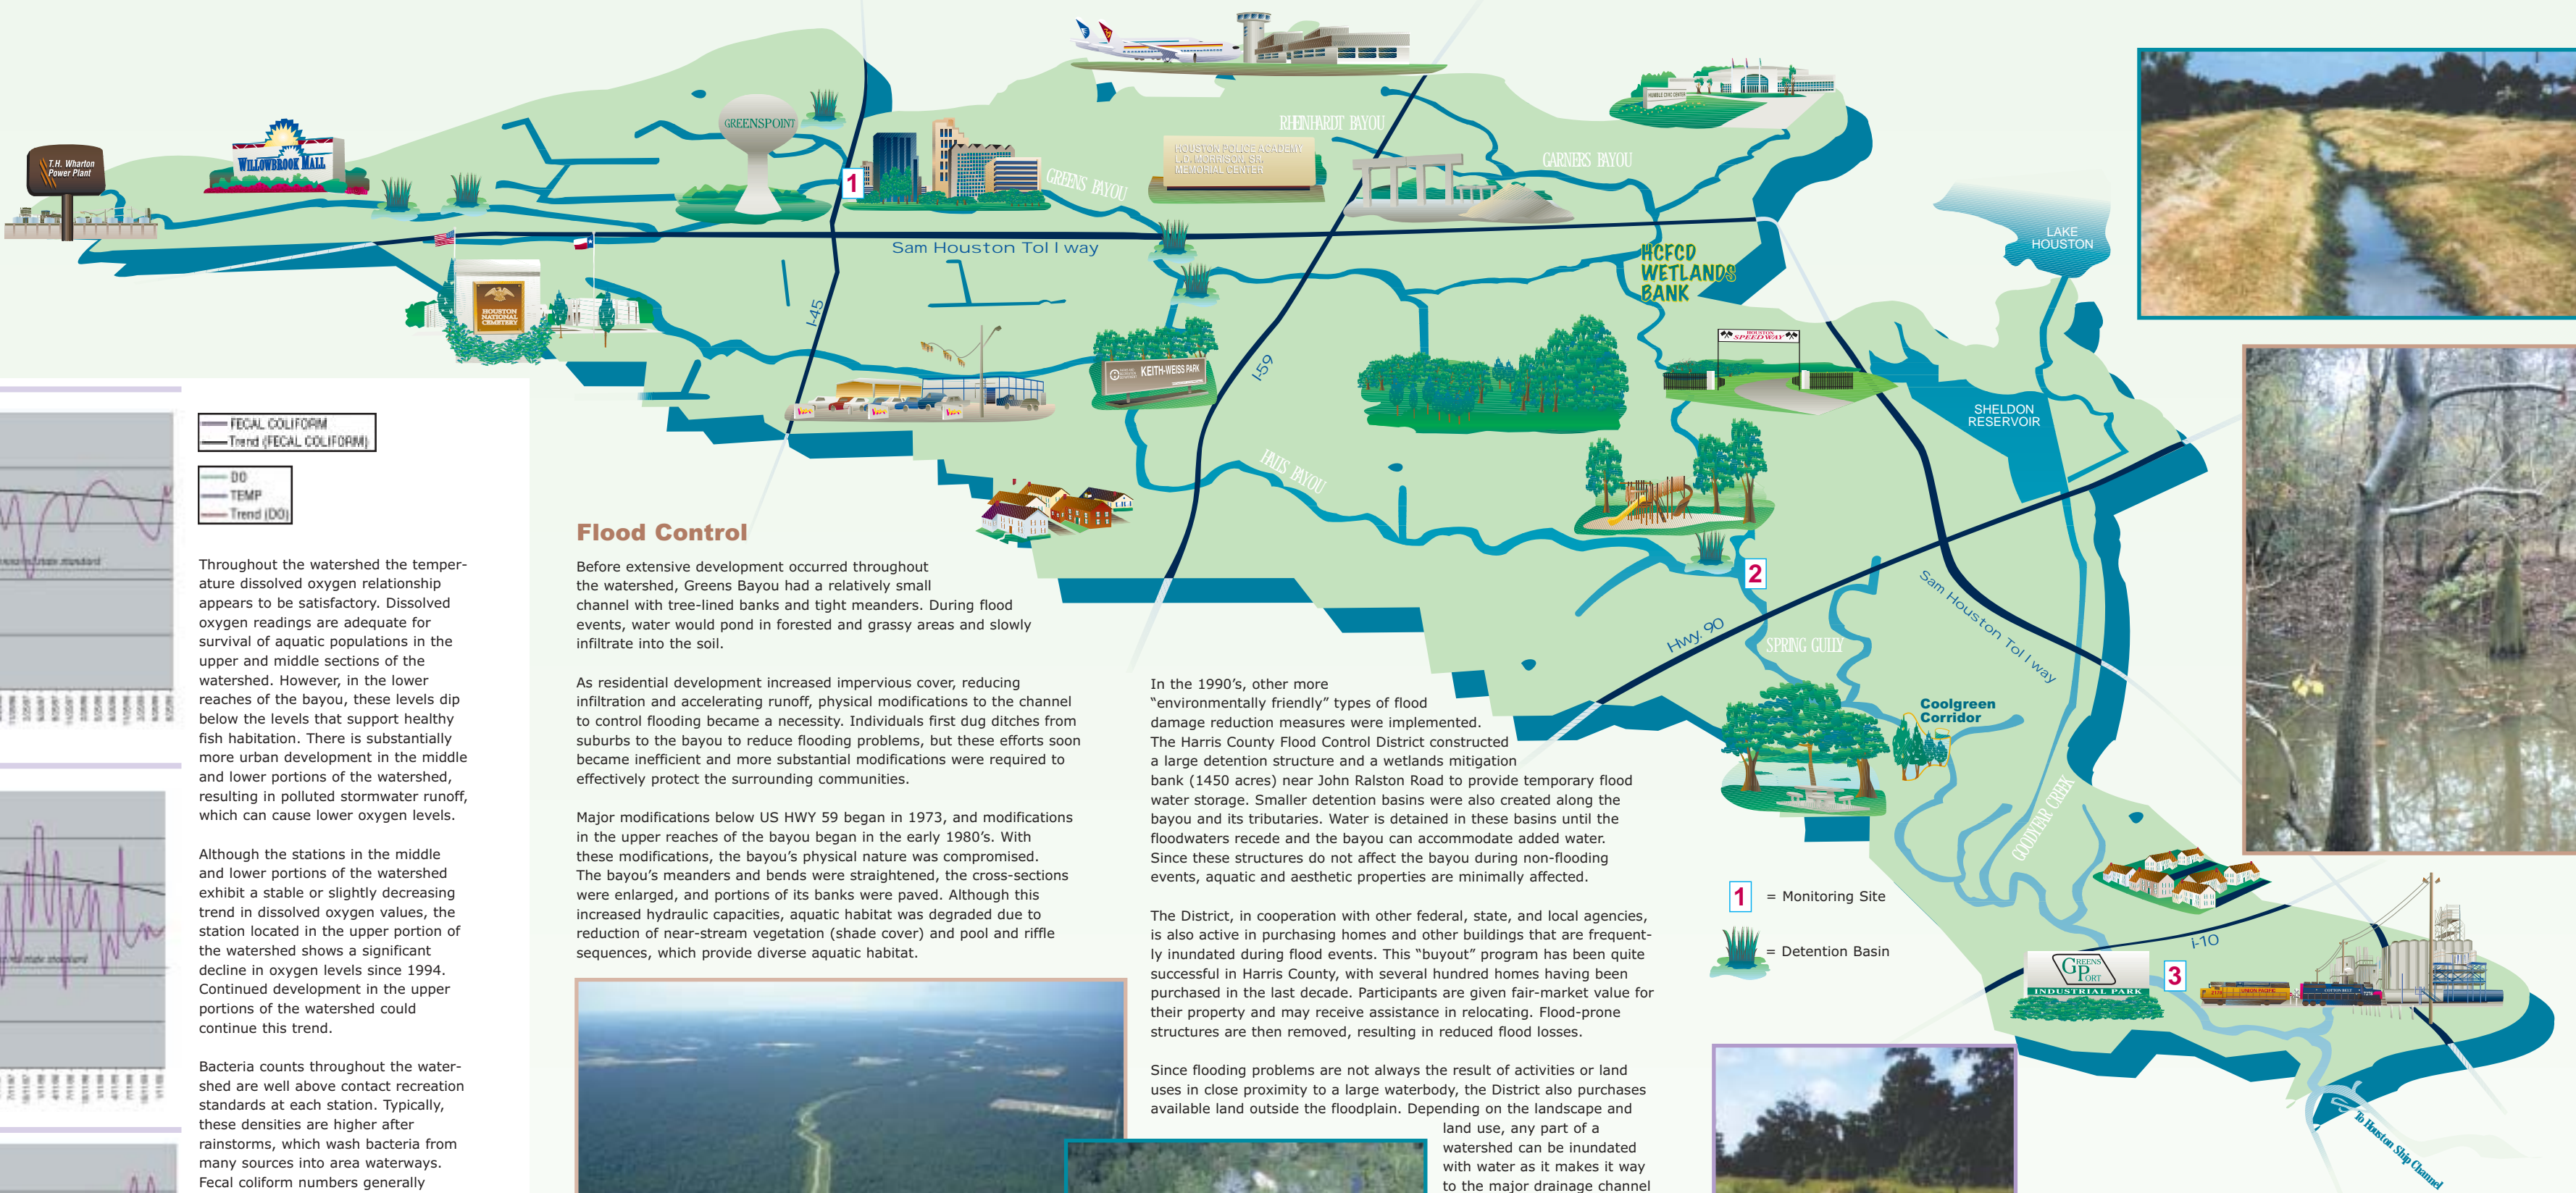 T.H. Wharton
Power Plant
WILLOWBROOK MALL
GREENSPOINT
1
GREENS BAYOU
HOUSTON POLICE ACADEMY
L.D. MORRISON, SR.
MEMORIAL CENTER
RHEINHARDT BAYOU
GARNERS BAYOU
HUMBLE CIVIC CENTER
Sam Houston Tollway
HCFCD
WETLANDS
BANK
LAKE
HOUSTON
HOUSTON
NATIONAL
CEMETERY
I-45
I-59
KEITH-WEISS PARK
HOUSTON
SPEEDWAY
SHELDON
RESERVOIR
HALLS BAYOU
2
Hwy. 90
SPRING GULLY
Sam Houston Tollway
Coolgreen
Corridor
GOODYEAR CREEK
i-10
GREENS
PORT
INDUSTRIAL PARK
3
UNION PACIFIC
To Houston Ship Channel
1 = Monitoring Site
= Detention Basin
FECAL COLIFORM
Trend (FECAL COLIFORM)
DO
TEMP
Trend (DO)
Throughout the watershed the temper-
ature dissolved oxygen relationship
appears to be satisfactory. Dissolved
oxygen readings are adequate for
survival of aquatic populations in the
upper and middle sections of the
watershed. However, in the lower
reaches of the bayou, these levels dip
below the levels that support healthy
fish habitation. There is substantially
more urban development in the middle
and lower portions of the watershed,
resulting in polluted stormwater runoff,
which can cause lower oxygen levels.
Although the stations in the middle
and lower portions of the watershed
exhibit a stable or slightly decreasing
trend in dissolved oxygen values, the
station located in the upper portion of
the watershed shows a significant
decline in oxygen levels since 1994.
Continued development in the upper
portions of the watershed could
continue this trend.
Bacteria counts throughout the water-
shed are well above contact recreation
standards at each station. Typically,
these densities are higher after
rainstorms, which wash bacteria from
many sources into area waterways.
Fecal coliform numbers generally
Flood Control
Before extensive development occurred throughout
the watershed, Greens Bayou had a relatively small
channel with tree-lined banks and tight meanders. During flood
events, water would pond in forested and grassy areas and slowly
infiltrate into the soil.
As residential development increased impervious cover, reducing
infiltration and accelerating runoff, physical modifications to the channel
to control flooding became a necessity. Individuals first dug ditches from
suburbs to the bayou to reduce flooding problems, but these efforts soon
became inefficient and more substantial modifications were required to
effectively protect the surrounding communities.
Major modifications below US HWY 59 began in 1973, and modifications
in the upper reaches of the bayou began in the early 1980's. With
these modifications, the bayou's physical nature was compromised.
The bayou's meanders and bends were straightened, the cross-sections
were enlarged, and portions of its banks were paved. Although this
increased hydraulic capacities, aquatic habitat was degraded due to
reduction of near-stream vegetation (shade cover) and pool and riffle
sequences, which provide diverse aquatic habitat.
In the 1990's, other more
“environmentally friendly” types of flood
damage reduction measures were implemented.
The Harris County Flood Control District constructed
a large detention structure and a wetlands mitigation
bank (1450 acres) near John Ralston Road to provide temporary flood
water storage. Smaller detention basins were also created along the
bayou and its tributaries. Water is detained in these basins until the
floodwaters recede and the bayou can accommodate added water.
Since these structures do not affect the bayou during non-flooding
events, aquatic and aesthetic properties are minimally affected.
The District, in cooperation with other federal, state, and local agencies,
is also active in purchasing homes and other buildings that are frequent-
ly inundated during flood events. This “buyout” program has been quite
successful in Harris County, with several hundred homes having been
purchased in the last decade. Participants are given fair-market value for
their property and may receive assistance in relocating. Flood-prone
structures are then removed, resulting in reduced flood losses.
Since flooding problems are not always the result of activities or land
uses in close proximity to a large waterbody, the District also purchases
available land outside the floodplain. Depending on the landscape and
land use, any part of a
watershed can be inundated
with water as it makes it way
to the major drainage channel